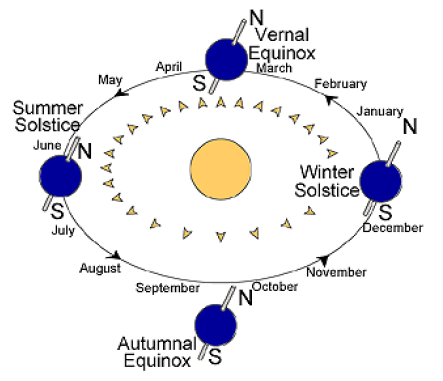 N
Vernal
Equinox
S
March
April
May
February
January
Summer
Solstice
June
N
N
Winter
Solstice
S
S
July
December
August
November
September
October
N
Autumnal
Equinox
S